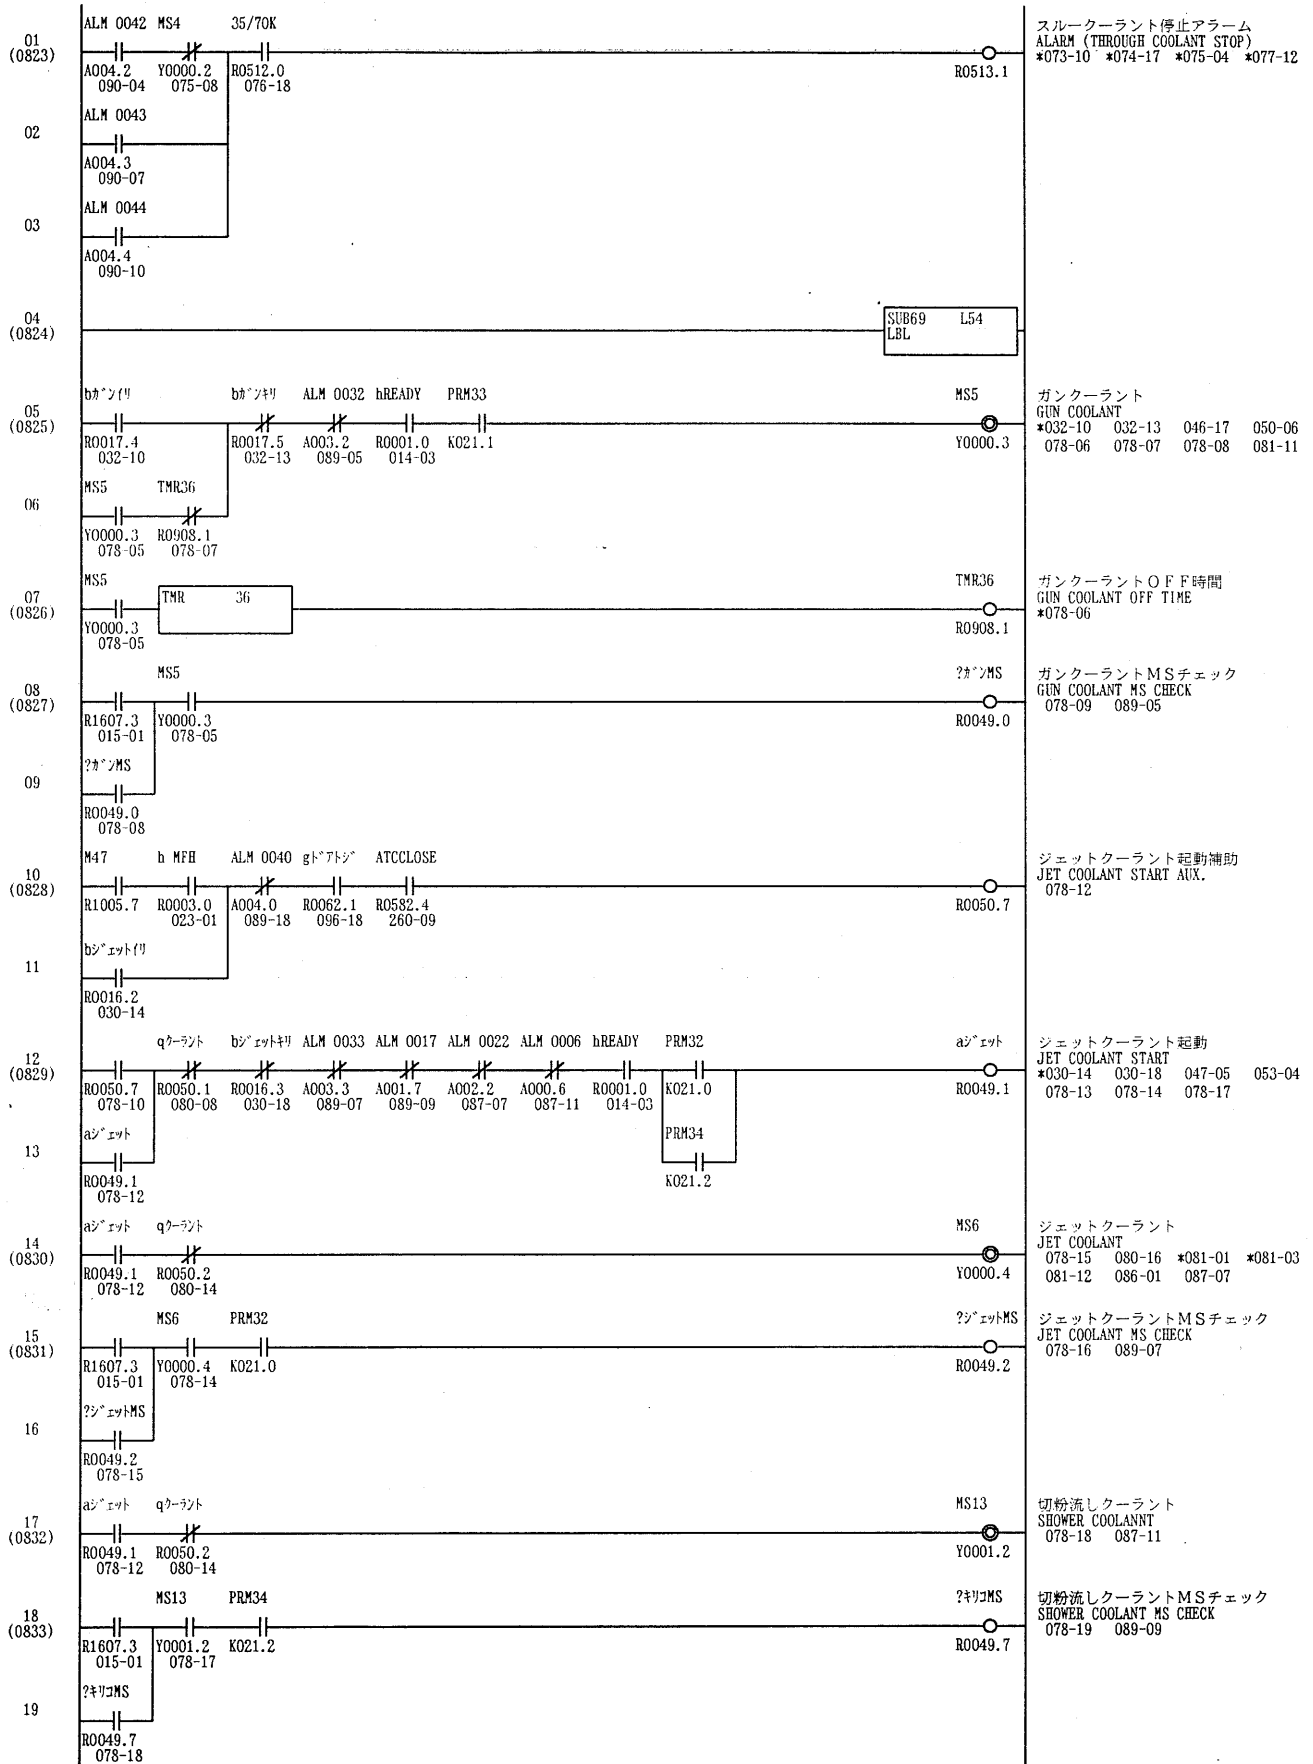 ALM 0042 MS4 35/70K
01
(0823)
A004.2 Y0000.2 R0512.0 R0513.1
090-04 075-08 076-18
スルークーラント停止アラーム
ALARM (THROUGH COOLANT STOP)
*073-10 *074-17 *075-04 *077-12
ALM 0043
02
A004.3
090-07
ALM 0044
03
A004.4
090-10
04
(0824)
SUB69 L54
LBL
bガンイリ bガンキリ ALM 0032 hREADY PRM33 MS5
05
(0825)
R0017.4 R0017.5 A003.2 R0001.0 K021.1 Y0000.3
032-10 032-13 089-05 014-03
ガンクーラント
GUN COOLANT
*032-10 032-13 046-17 050-06
078-06 078-07 078-08 081-11
MS5 TMR36
06
Y0000.3 R0908.1
078-05 078-07
MS5 TMR36
07
(0826)
TMR 36
Y0000.3 R0908.1
078-05
ガンクーラントOFF時間
GUN COOLANT OFF TIME
*078-06
MS5 ?ガンMS
08
(0827)
R1607.3 Y0000.3 R0049.0
015-01 078-05
ガンクーラントMSチェック
GUN COOLANT MS CHECK
078-09 089-05
?ガンMS
09
R0049.0
078-08
M47 h MFH ALM 0040 gドアトジ ATCCLOSE
10
(0828)
R1005.7 R0003.0 A004.0 R0062.1 R0582.4 R0050.7
023-01 089-18 096-18 260-09
ジェットクーラント起動補助
JET COOLANT START AUX.
078-12
bジェットイリ
11
R0016.2
030-14
qクーラント bジェットキリ ALM 0033 ALM 0017 ALM 0022 ALM 0006 hREADY PRM32 aジェット
12
(0829)
R0050.7 R0050.1 R0016.3 A003.3 A001.7 A002.2 A000.6 R0001.0 K021.0 R0049.1
078-10 080-08 030-18 089-07 089-09 087-07 087-11 014-03
ジェットクーラント起動
JET COOLANT START
*030-14 030-18 047-05 053-04
078-13 078-14 078-17
aジェット PRM34
13
R0049.1 K021.2
078-12
aジェット qクーラント MS6
14
(0830)
R0049.1 R0050.2 Y0000.4
078-12 080-14
ジェットクーラント
JET COOLANT
078-15 080-16 *081-01 *081-03
081-12 086-01 087-07
MS6 PRM32 ?ジェットMS
15
(0831)
R1607.3 Y0000.4 K021.0 R0049.2
015-01 078-14
ジェットクーラントMSチェック
JET COOLANT MS CHECK
078-16 089-07
?ジェットMS
16
R0049.2
078-15
aジェット qクーラント MS13
17
(0832)
R0049.1 R0050.2 Y0001.2
078-12 080-14
切粉流しクーラント
SHOWER COOLANNT
078-18 087-11
MS13 PRM34 ?キリコMS
18
(0833)
R1607.3 Y0001.2 K021.2 R0049.7
015-01 078-17
切粉流しクーラントMSチェック
SHOWER COOLANT MS CHECK
078-19 089-09
?キリコMS
19
R0049.7
078-18